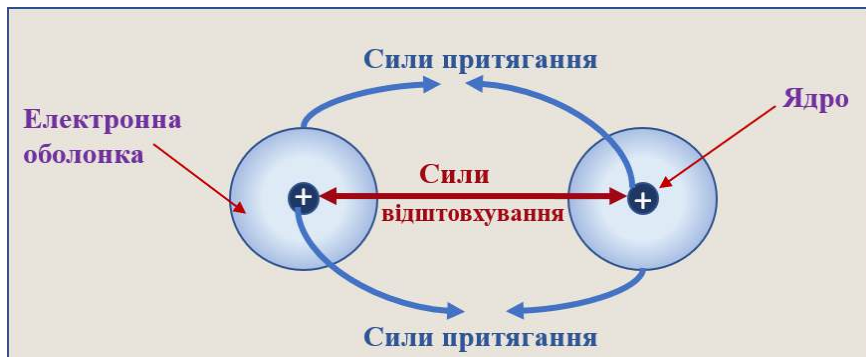 Сили притягання
Електронна
оболонка
Ядро
Сили
відштовхування
+
+
Сили притягання